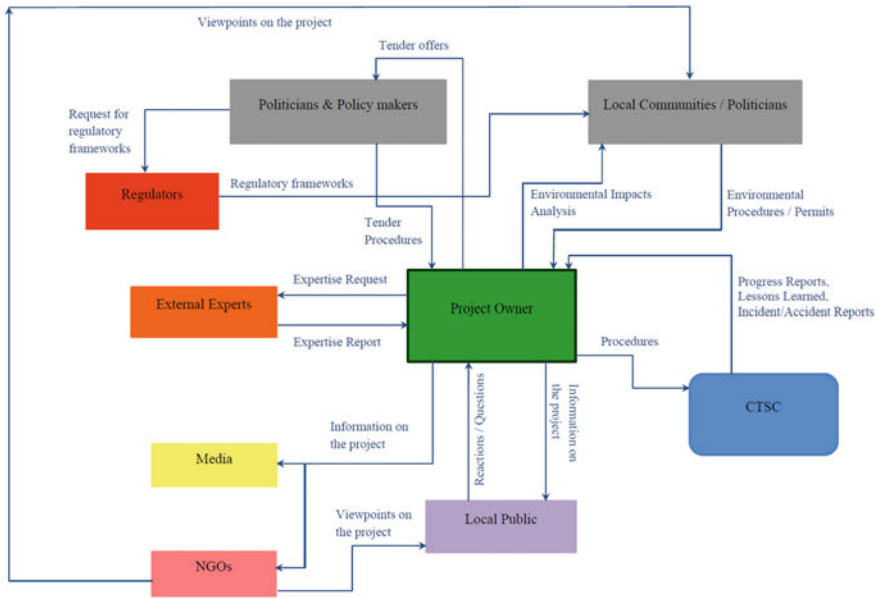 Viewpoints on the project
Tender offers
Politicians & Policy makers
Local Communities / Politicians
Request for
regulatory
frameworks
Regulators
Regulatory frameworks
Environmental Impacts
Analysis
Environmental
Procedures / Permits
Tender
Procedures
Expertise Request
External Experts
Project Owner
Expertise Report
Progress Reports,
Lessons Learned,
Incident/Accident Reports
Procedures
CTSC
Information on
the project
Reactions / Questions
Information on
the project
Media
Viewpoints on
the project
Local Public
NGOs